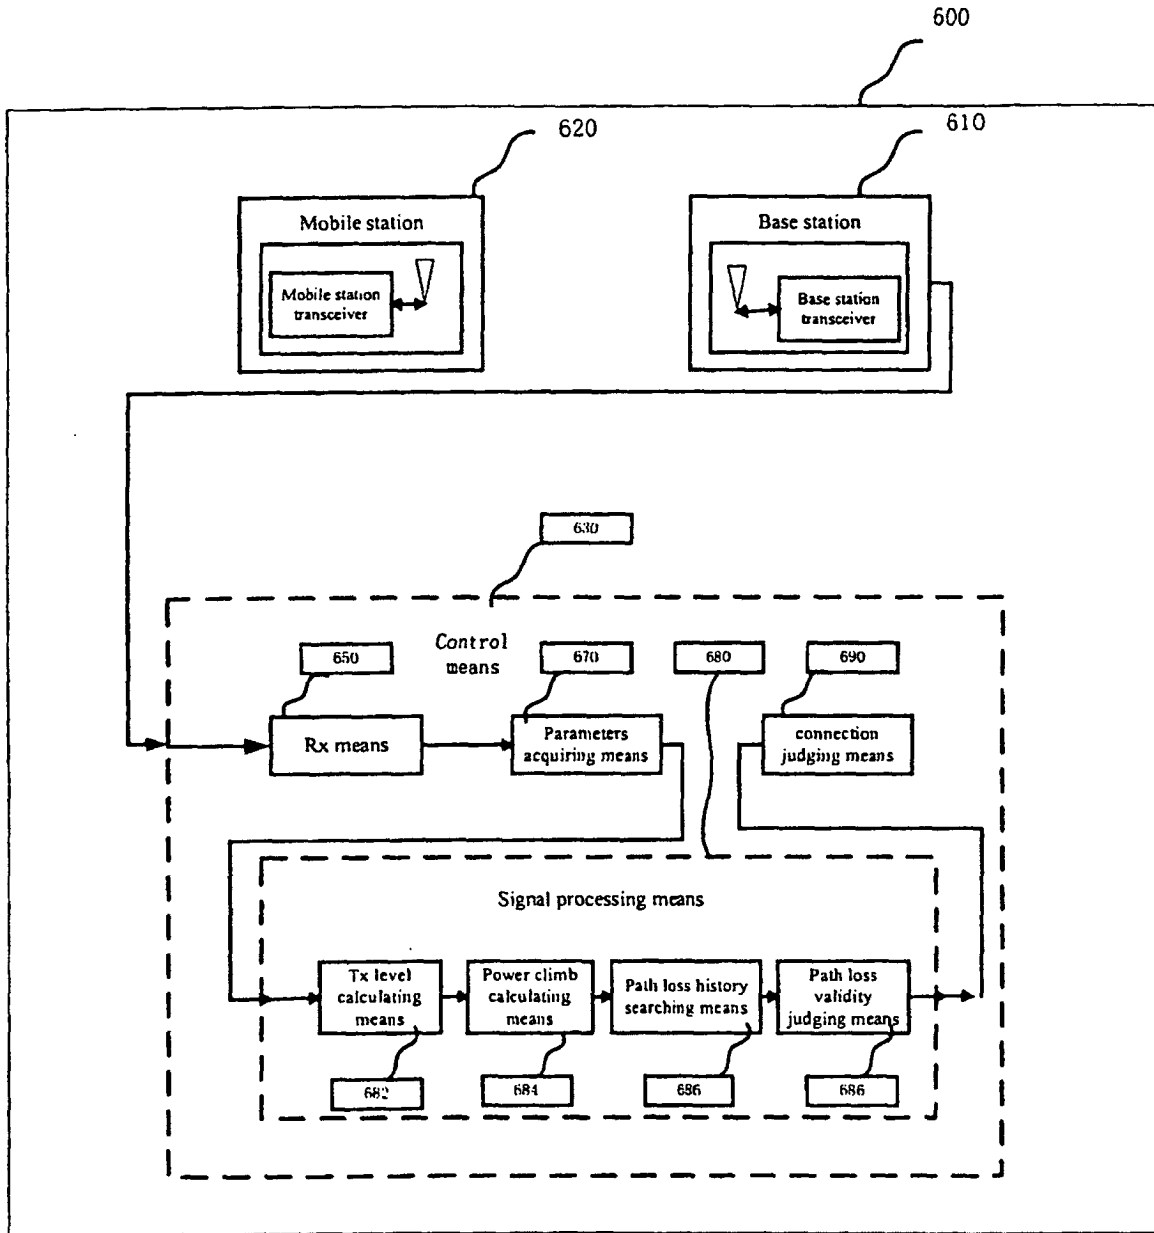 600
620
610
Mobile station
Base station
Mobile station
transceiver
Base station
transceiver
630
Control
means
650
670
680
690
Rx means
Parameters
acquiring means
connection
judging means
Signal processing means
Tx level
calculating
means
Power climb
calculating
means
Path loss history
searching means
Path loss
validity
judging means
682
684
686
686